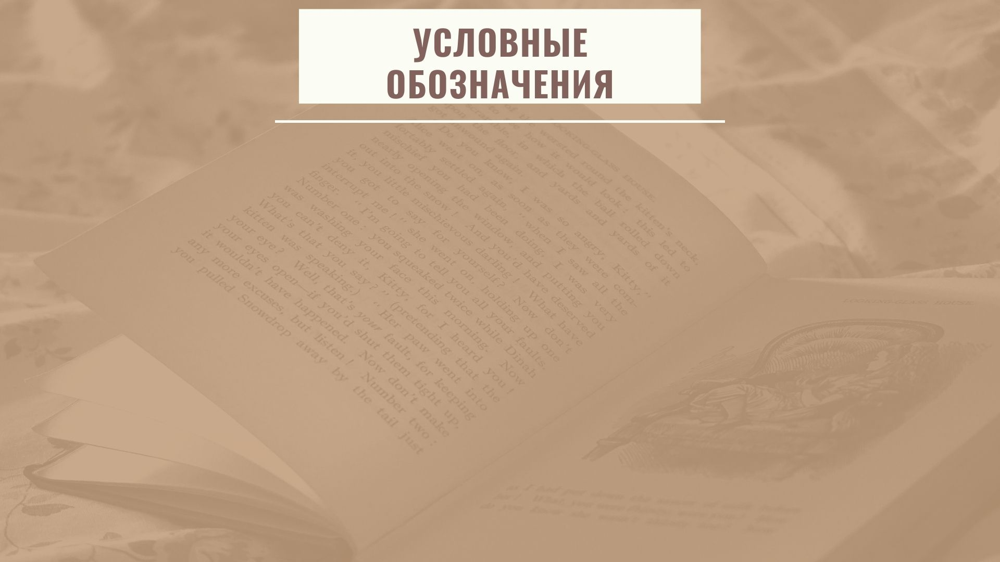 УСЛОВНЫЕ
ОБОЗНАЧЕНИЯ
LOOKING-GLASS HOUSE.
of the worsted round the kitten's neck,
to see how it would look: this led to
scramble, in which the ball rolled down
upon the floor, and yards and yards of it
got unwound again.
"Do you know, I was so angry, Kitty,"
Alice went on, as soon as they were com-
fortably settled again, "when I saw all the
mischief you had been doing, I was very
nearly opening the window, and putting you
out into the snow! And you'd have deserved
it, you little mischievous darling! What have
you got to say for yourself? Now don't
interrupt me!" she went on, holding up one
finger. "I'm going to tell you all your faults.
Number one: you squeaked twice while Dinah
was washing your face this morning. Now
you can't deny it, Kitty, for I heard you!
What's that you say?" (pretending that the
kitten was speaking.) "Her paw went into
your eye? Well, that's your fault, for keeping
your eyes open—if you'd shut them tight up,
it wouldn't have happened. Now don't make
any more excuses, but listen! Number two:
you pulled Snowdrop away by the tail just
LOOKING-GLASS HOUSE.